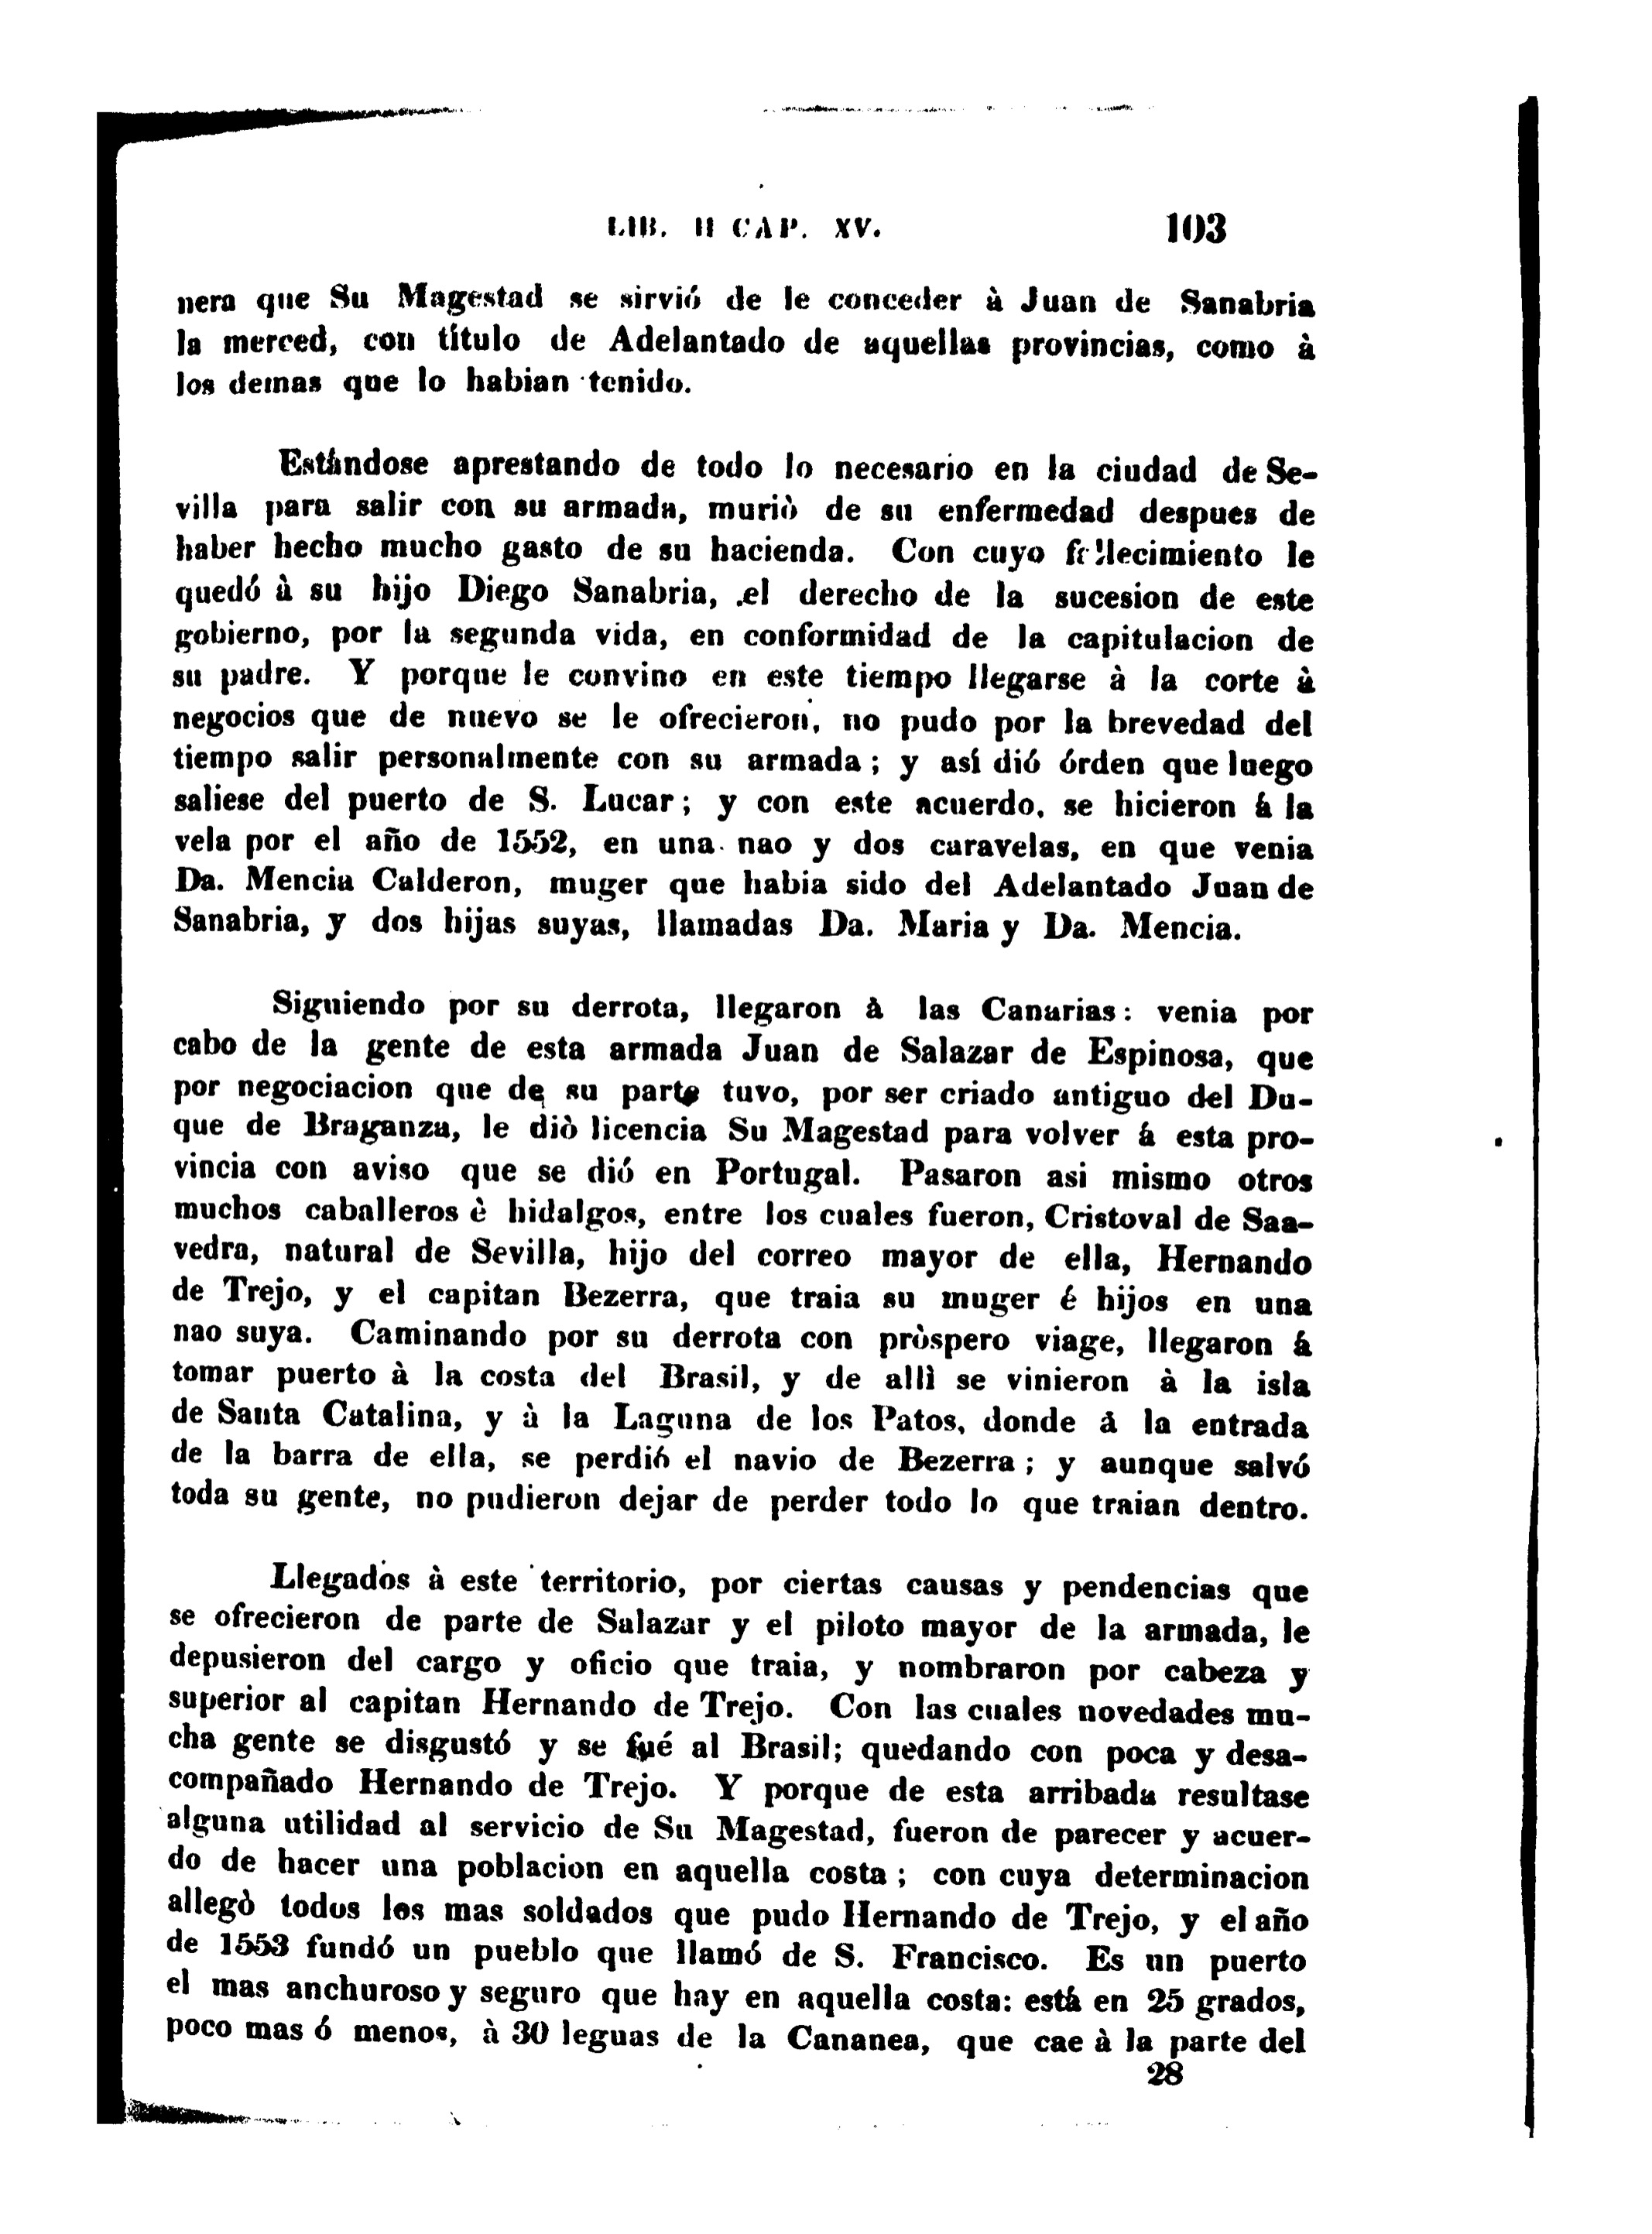 LIB. II CAP. XV. 103
nera que Su Magestad se sirvió de le conceder à Juan de Sanabria
la merced, con título de Adelantado de aquellas provincias, como à
los demas que lo habian tenido.
Estándose aprestando de todo lo necesario en la ciudad de Se-
villa para salir con su armada, muriò de su enfermedad despues de
haber hecho mucho gasto de su hacienda. Con cuyo fallecimiento le
quedó à su hijo Diego Sanabria, el derecho de la sucesion de este
gobierno, por la segunda vida, en conformidad de la capitulacion de
su padre. Y porque le convino en este tiempo llegarse à la corte à
negocios que de nuevo se le ofrecieron, no pudo por la brevedad del
tiempo salir personalmente con su armada; y así dió órden que luego
saliese del puerto de S. Lucar; y con este acuerdo, se hicieron á la
vela por el año de 1552, en una nao y dos caravelas, en que venia
Da. Mencia Calderon, muger que habia sido del Adelantado Juan de
Sanabria, y dos hijas suyas, llamadas Da. Maria y Da. Mencia.
Siguiendo por su derrota, llegaron à las Canarias: venia por
cabo de la gente de esta armada Juan de Salazar de Espinosa, que
por negociacion que de su parte tuvo, por ser criado antiguo del Du-
que de Braganza, le diò licencia Su Magestad para volver á esta pro-
vincia con aviso que se dió en Portugal. Pasaron asi mismo otros
muchos caballeros è hidalgos, entre los cuales fueron, Cristoval de Saa-
vedra, natural de Sevilla, hijo del correo mayor de ella, Hernando
de Trejo, y el capitan Bezerra, que traia su muger é hijos en una
nao suya. Caminando por su derrota con pròspero viage, llegaron á
tomar puerto à la costa del Brasil, y de allì se vinieron à la isla
de Santa Catalina, y à la Laguna de los Patos, donde á la entrada
de la barra de ella, se perdió el navio de Bezerra; y aunque salvó
toda su gente, no pudieron dejar de perder todo lo que traian dentro.
Llegados à este territorio, por ciertas causas y pendencias que
se ofrecieron de parte de Salazar y el piloto mayor de la armada, le
depusieron del cargo y oficio que traia, y nombraron por cabeza y
superior al capitan Hernando de Trejo. Con las cuales novedades mu-
cha gente se disgustó y se fué al Brasil; quedando con poca y desa-
compañado Hernando de Trejo. Y porque de esta arribada resultase
alguna utilidad al servicio de Su Magestad, fueron de parecer y acuer-
do de hacer una poblacion en aquella costa; con cuya determinacion
allegò todos los mas soldados que pudo Hernando de Trejo, y el año
de 1553 fundó un pueblo que llamó de S. Francisco. Es un puerto
el mas anchuroso y seguro que hay en aquella costa: está en 25 grados,
poco mas ó menos, à 30 leguas de la Cananea, que cae à la parte del
28